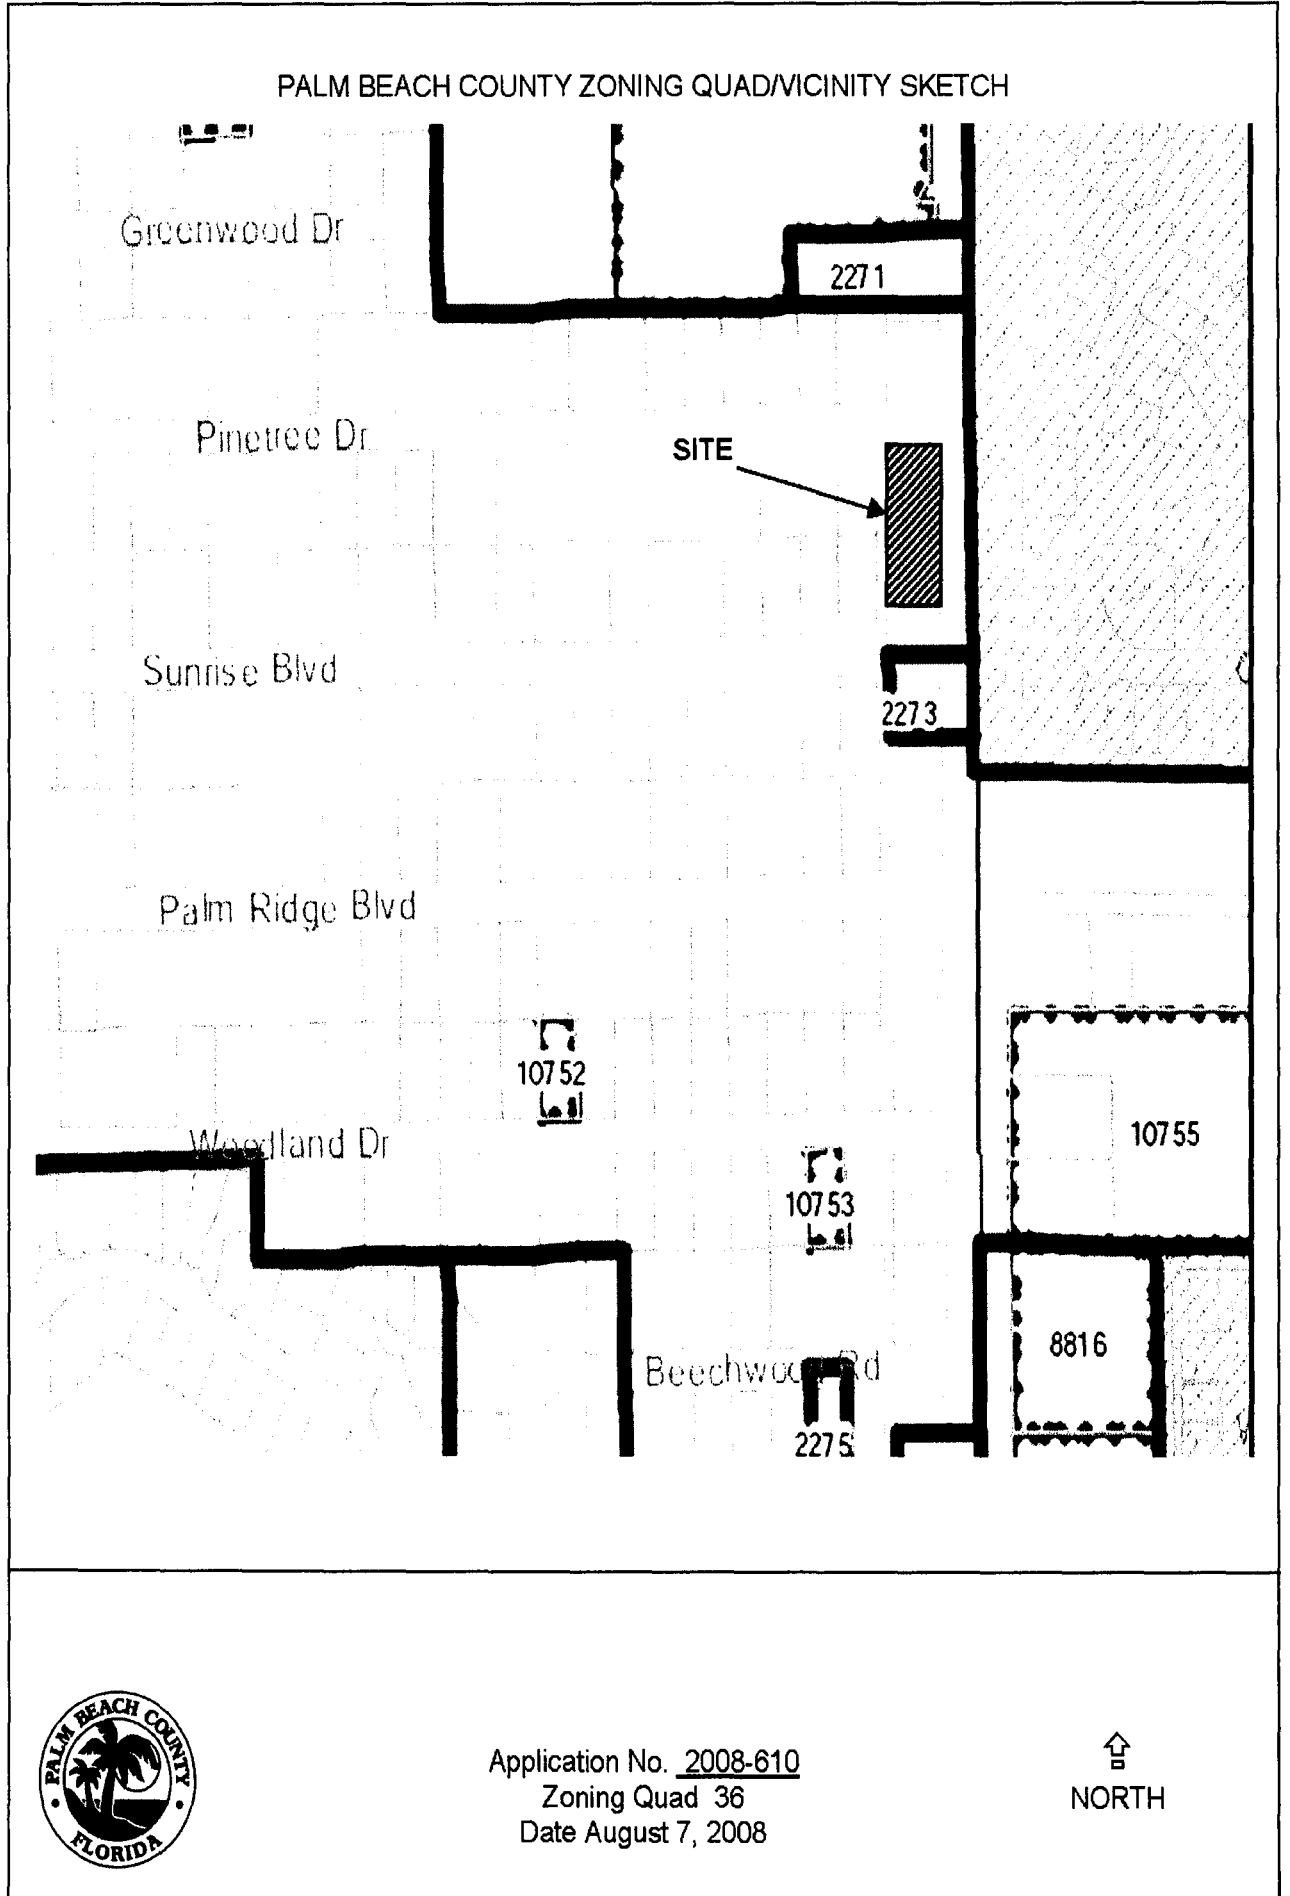 PALM BEACH COUNTY ZONING QUAD/VICINITY SKETCH
Greenwood Dr
2271
Pinetree Dr
SITE
Sunrise Blvd
2273
Palm Ridge Blvd
10752
10755
Woodland Dr
10753
8816
Beechwood Rd
2275
PALM BEACH COUNTY
FLORIDA
Application No. 2008-610
Zoning Quad 36
Date August 7, 2008
NORTH